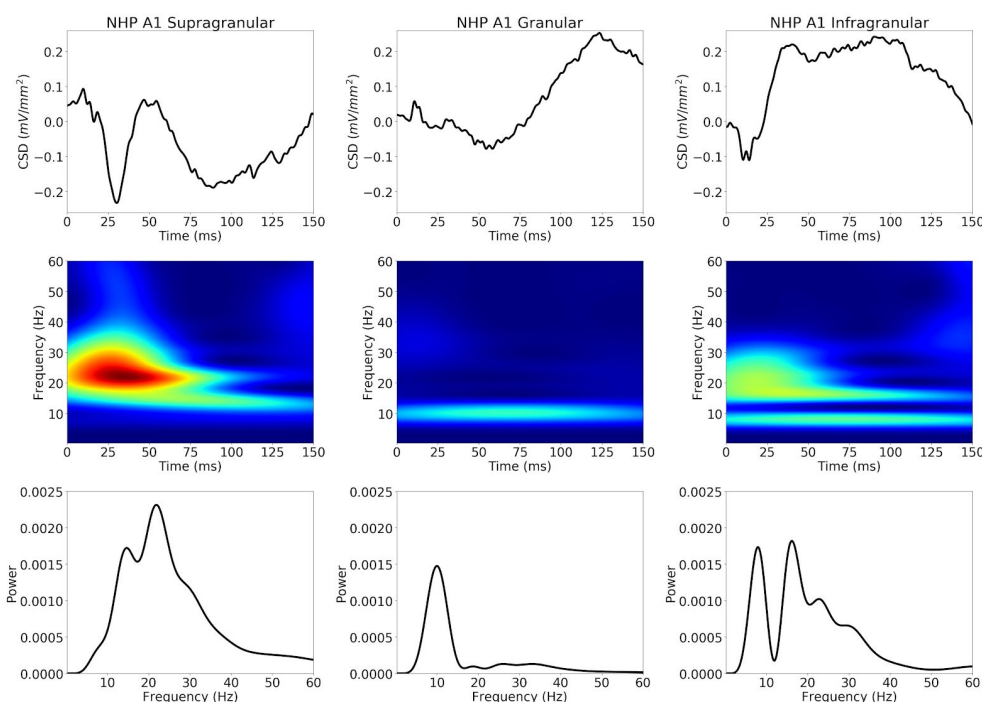 NHP A1 Supragranular
NHP A1 Granular
NHP A1 Infragranular
CSD (mV/mm²)
0.2
0.1
0.0
−0.1
−0.2
0 25 50 75 100 125 150
Time (ms)
CSD (mV/mm²)
0.2
0.1
0.0
−0.1
−0.2
0 25 50 75 100 125 150
Time (ms)
CSD (mV/mm²)
0.2
0.1
0.0
−0.1
−0.2
0 25 50 75 100 125 150
Time (ms)
Frequency (Hz)
60
50
40
30
20
10
0 25 50 75 100 125 150
Time (ms)
Frequency (Hz)
60
50
40
30
20
10
0 25 50 75 100 125 150
Time (ms)
Frequency (Hz)
60
50
40
30
20
10
0 25 50 75 100 125 150
Time (ms)
Power
0.0025
0.0020
0.0015
0.0010
0.0005
0.0000
10 20 30 40 50 60
Frequency (Hz)
Power
0.0025
0.0020
0.0015
0.0010
0.0005
0.0000
10 20 30 40 50 60
Frequency (Hz)
Power
0.0025
0.0020
0.0015
0.0010
0.0005
0.0000
10 20 30 40 50 60
Frequency (Hz)